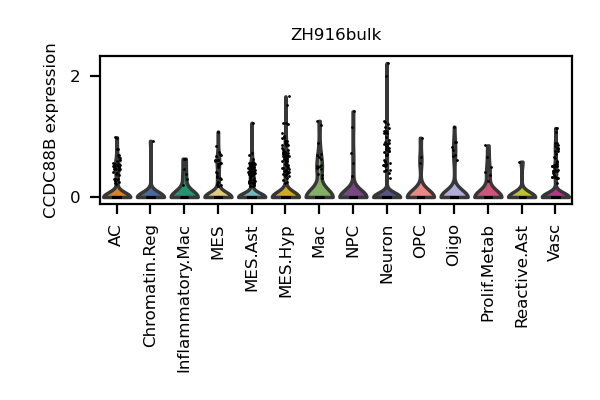 ZH916bulk
CCDC88B expression
2
0
AC
Chromatin.Reg
Inflammatory.Mac
MES
MES.Ast
MES.Hyp
Mac
NPC
Neuron
OPC
Oligo
Prolif.Metab
Reactive.Ast
Vasc